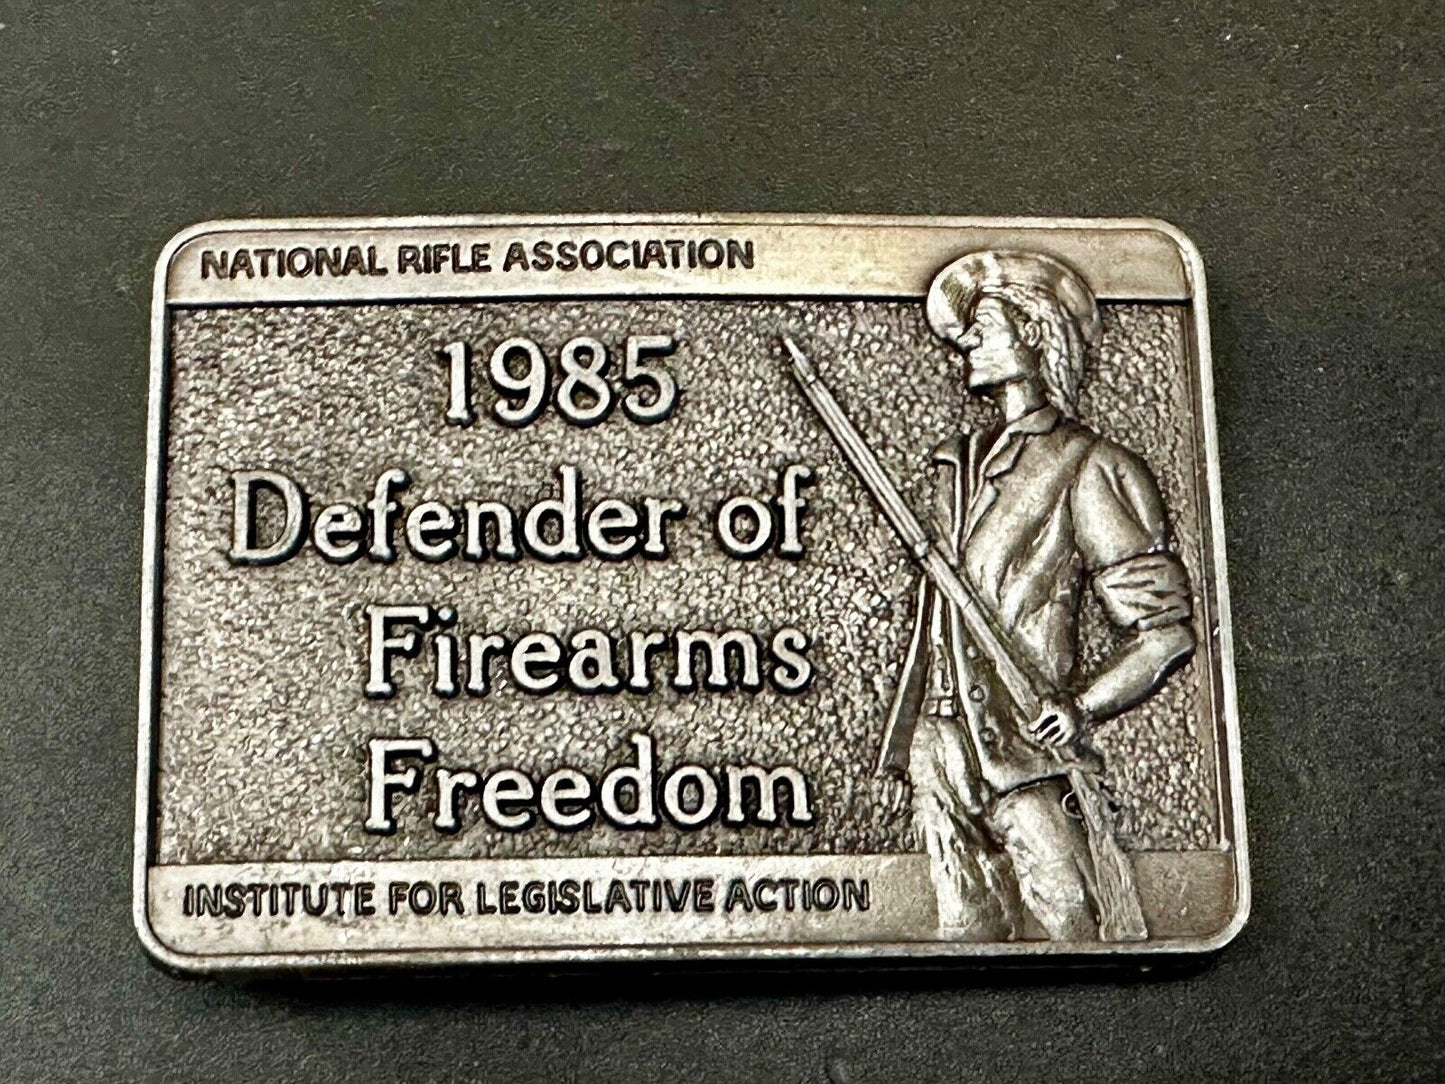 NATIONAL RIFLE ASSOCIATION
1985
Defender of
Firearms
Freedom
INSTITUTE FOR LEGISLATIVE ACTION